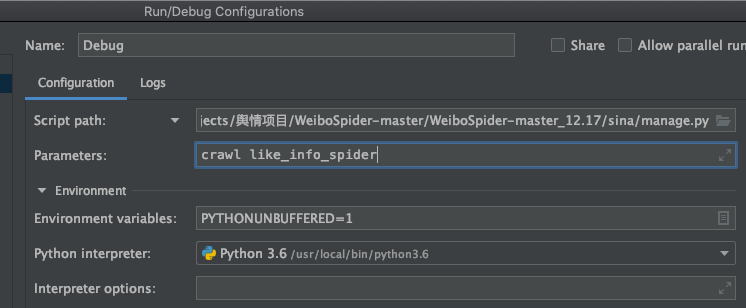 Run/Debug Configurations
Name: Debug Share Allow parallel run
Configuration Logs
Script path: jects/舆情项目/WeiboSpider-master/WeiboSpider-master_12.17/sina/manage.py
Parameters: crawl like_info_spider
Environment
Environment variables: PYTHONUNBUFFERED=1
Python interpreter: Python 3.6 /usr/local/bin/python3.6
Interpreter options: